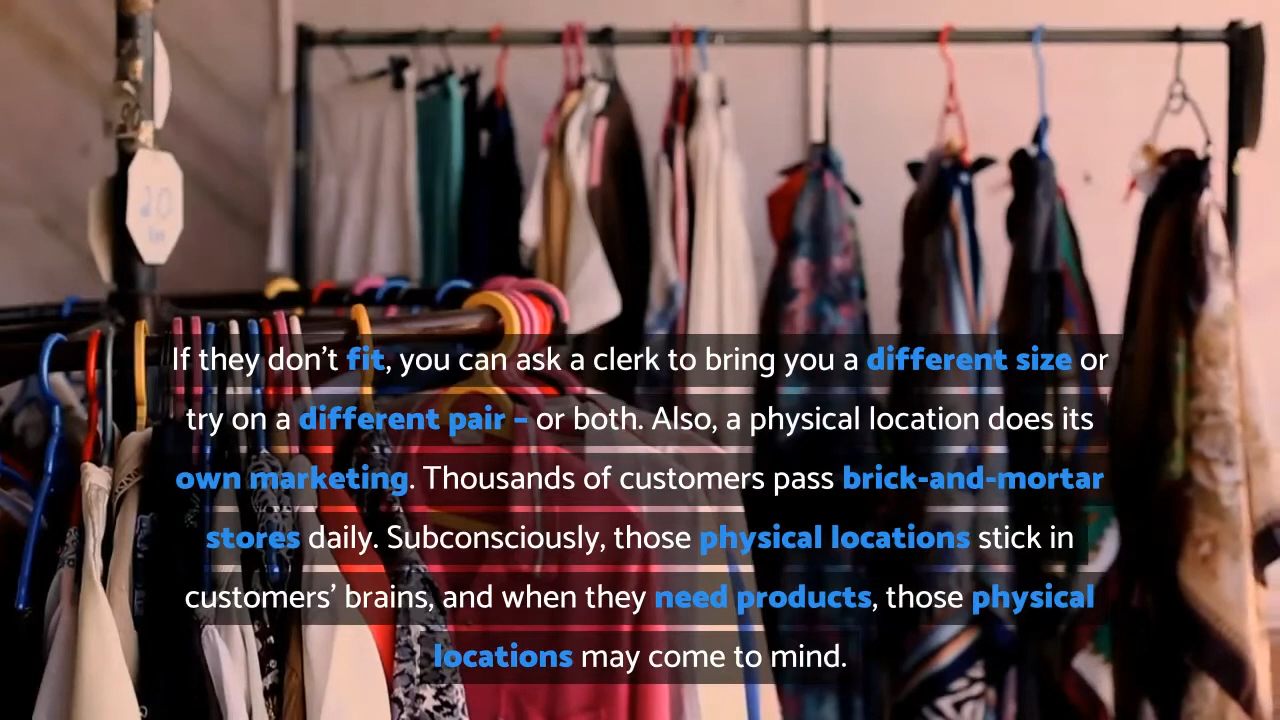 20
If they don't fit, you can ask a clerk to bring you a different size or
try on a different pair – or both. Also, a physical location does its
own marketing. Thousands of customers pass brick-and-mortar
stores daily. Subconsciously, those physical locations stick in
customers' brains, and when they need products, those physical
locations may come to mind.